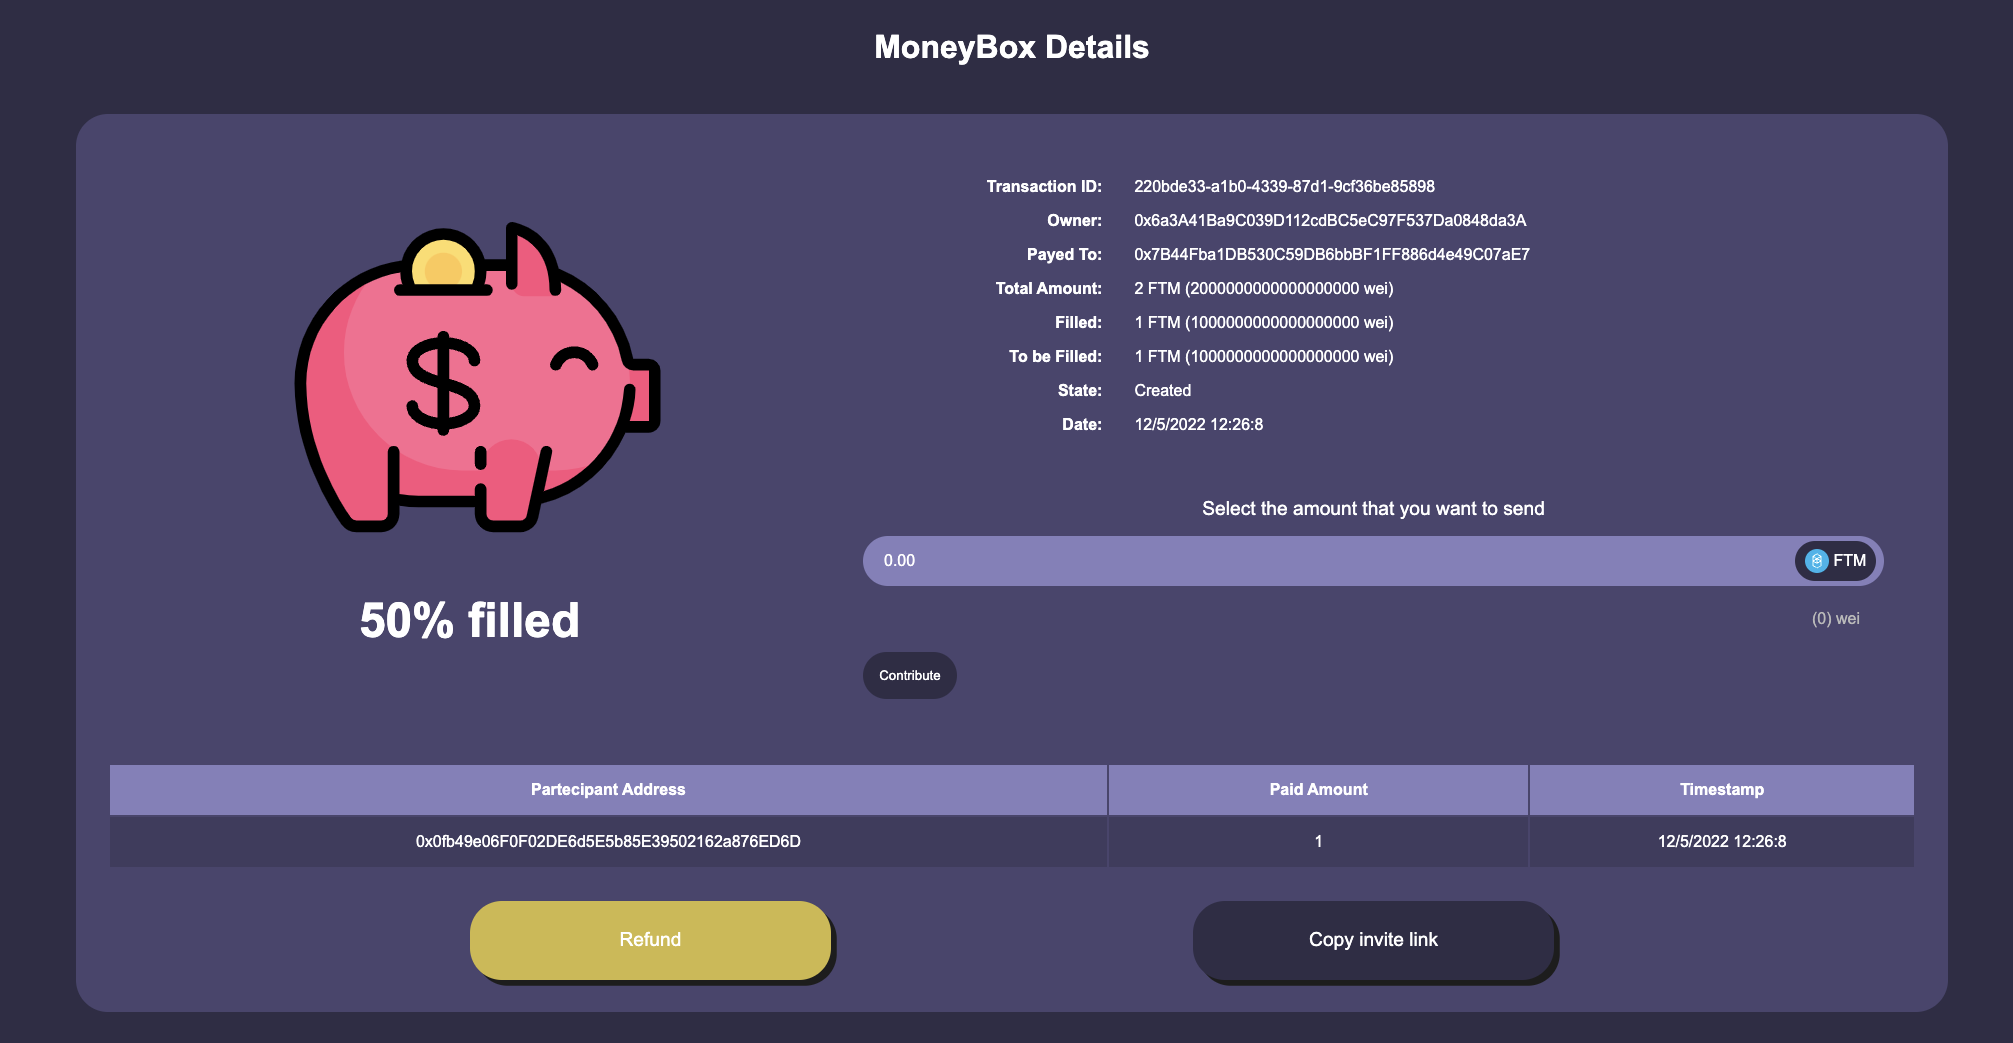 MoneyBox Details
Transaction ID: 220bde33-a1b0-4339-87d1-9cf36be85898
Owner: 0x6a3A41Ba9C039D112cdBC5eC97F537Da0848da3A
Payed To: 0x7B44Fba1DB530C59DB6bbBF1FF886d4e49C07aE7
Total Amount: 2 FTM (2000000000000000000 wei)
Filled: 1 FTM (1000000000000000000 wei)
To be Filled: 1 FTM (1000000000000000000 wei)
State: Created
Date: 12/5/2022 12:26:8
$
50% filled
Select the amount that you want to send
0.00 FTM
(0) wei
Contribute
Partecipant Address Paid Amount Timestamp
0x0fb49e06F0F02DE6d5E5b85E39502162a876ED6D 1 12/5/2022 12:26:8
Refund Copy invite link